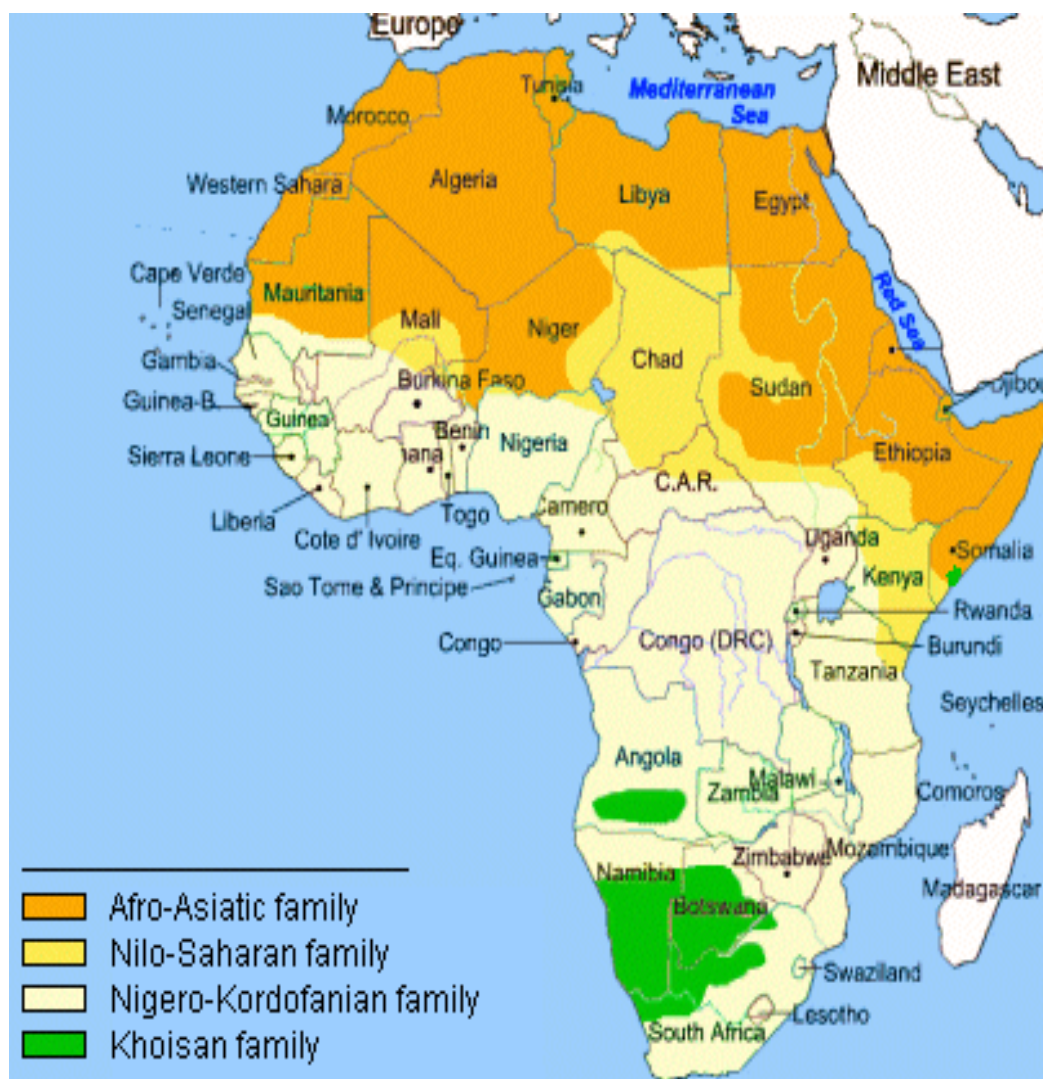 Europe
Middle East
Tunisia
Mediterranean
Sea
Morocco
Western Sahara
Algeria
Libya
Egypt
Cape Verde
Senegal
Mauritania
Mali
Niger
Chad
Sudan
Red Sea
Gambia
Burkina Faso
Djibou
Guinea-B.
Guinea
Benin
Nigeria
Ethiopia
Sierra Leone
hana
C.A.R.
Liberia
Togo
Camero
Cote d' Ivoire
Uganda
Somalia
Eq. Guinea
Kenya
Sao Tome & Principe
Gabon
Rwanda
Congo
Congo (DRC)
Burundi
Tanzania
Seychelles
Angola
Malawi
Zambia
Comoros
Zimbabwe
Mozambique
Namibia
Madagascar
Botswana
Swaziland
Lesotho
South Africa
Afro-Asiatic family
Nilo-Saharan family
Nigero-Kordofanian family
Khoisan family